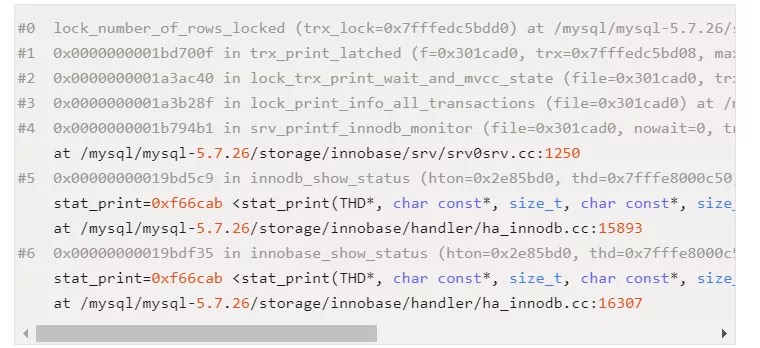 #0 lock_number_of_rows_locked (trx_lock=0x7fffedc5bdd0) at /mysql/mysql-5.7.26/
#1 0x0000000001bd700f in trx_print_latched (f=0x301cad0, trx=0x7fffedc5bd08,
#2 0x0000000001a3ac40 in lock_trx_print_wait_and_mvcc_state (file=0x301cad0,
#3 0x0000000001a3b28f in lock_print_info_all_transactions (file=0x301cad0) at
#4 0x0000000001b794b1 in srv_printf_innodb_monitor (file=0x301cad0, nowait=0,
at /mysql/mysql-5.7.26/storage/innobase/srv/srv0srv.cc:1250
#5 0x00000000019bd5c9 in innodb_show_status (hton=0x2e85bd0, thd=0x7fffe8000c50,
stat_print=0xf66cab <stat_print(THD*, char const*, size_t, char const*, size_
at /mysql/mysql-5.7.26/storage/innobase/handler/ha_innodb.cc:15893
#6 0x00000000019bdf35 in innobase_show_status (hton=0x2e85bd0,
stat_print=0xf66cab <stat_print(THD*, char const*, size_t, char const*, size_
at /mysql/mysql-5.7.26/storage/innobase/handler/ha_innodb.cc:16307